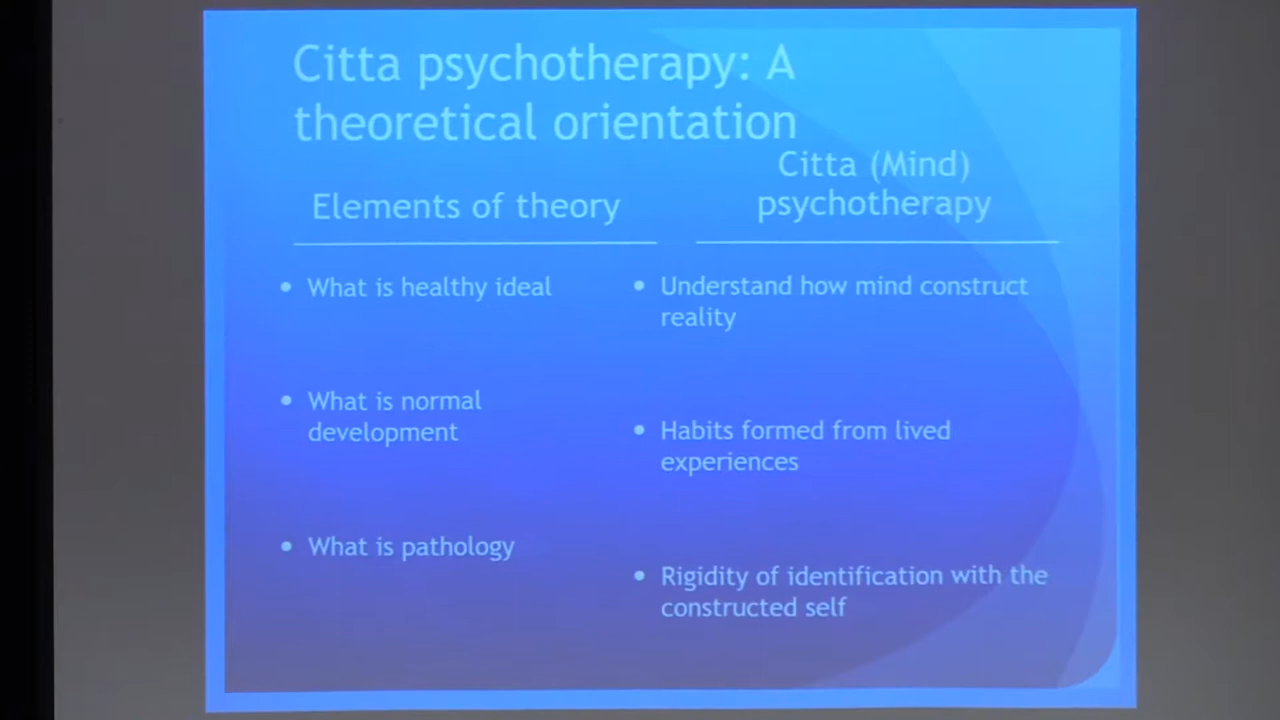 Citta psychotherapy: A
theoretical orientation
Elements of theory
• What is healthy ideal
• What is normal
development
• What is pathology
Citta (Mind)
psychotherapy
• Understand how mind construct
reality
• Habits formed from lived
experiences
• Rigidity of identification with the
constructed self